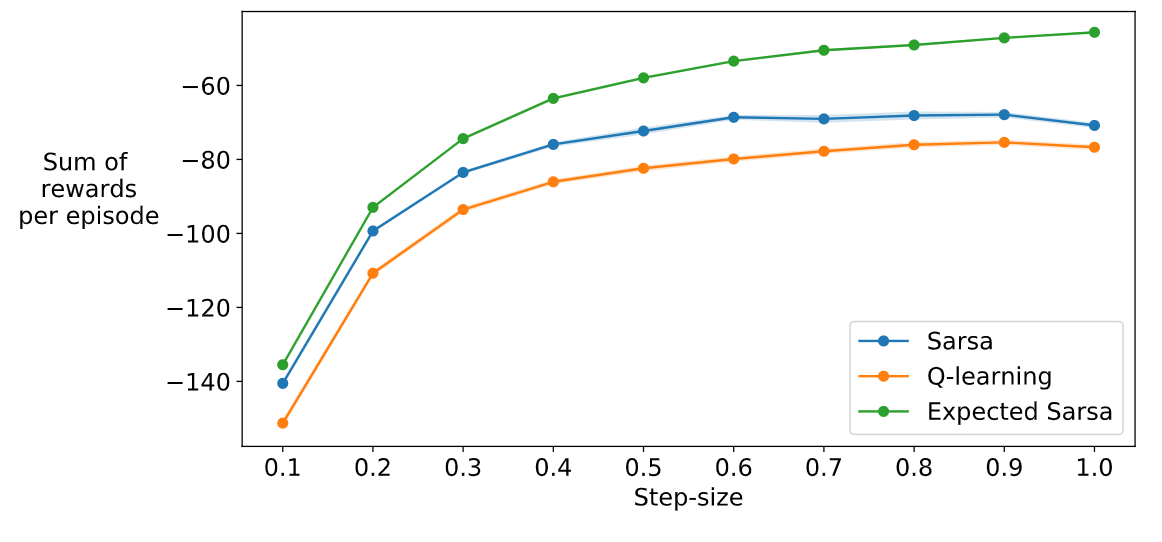 Sum of
rewards
per episode
−60
−80
−100
−120
−140
0.1 0.2 0.3 0.4 0.5 0.6 0.7 0.8 0.9 1.0
Step-size
Sarsa
Q-learning
Expected Sarsa